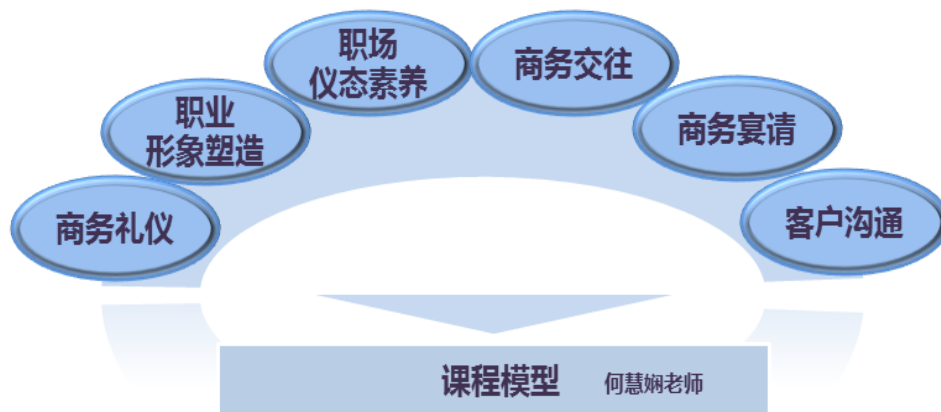 商务礼仪
职业
形象塑造
职场
仪态素养
商务交往
商务宴请
客户沟通
课程模型 何慧娴老师